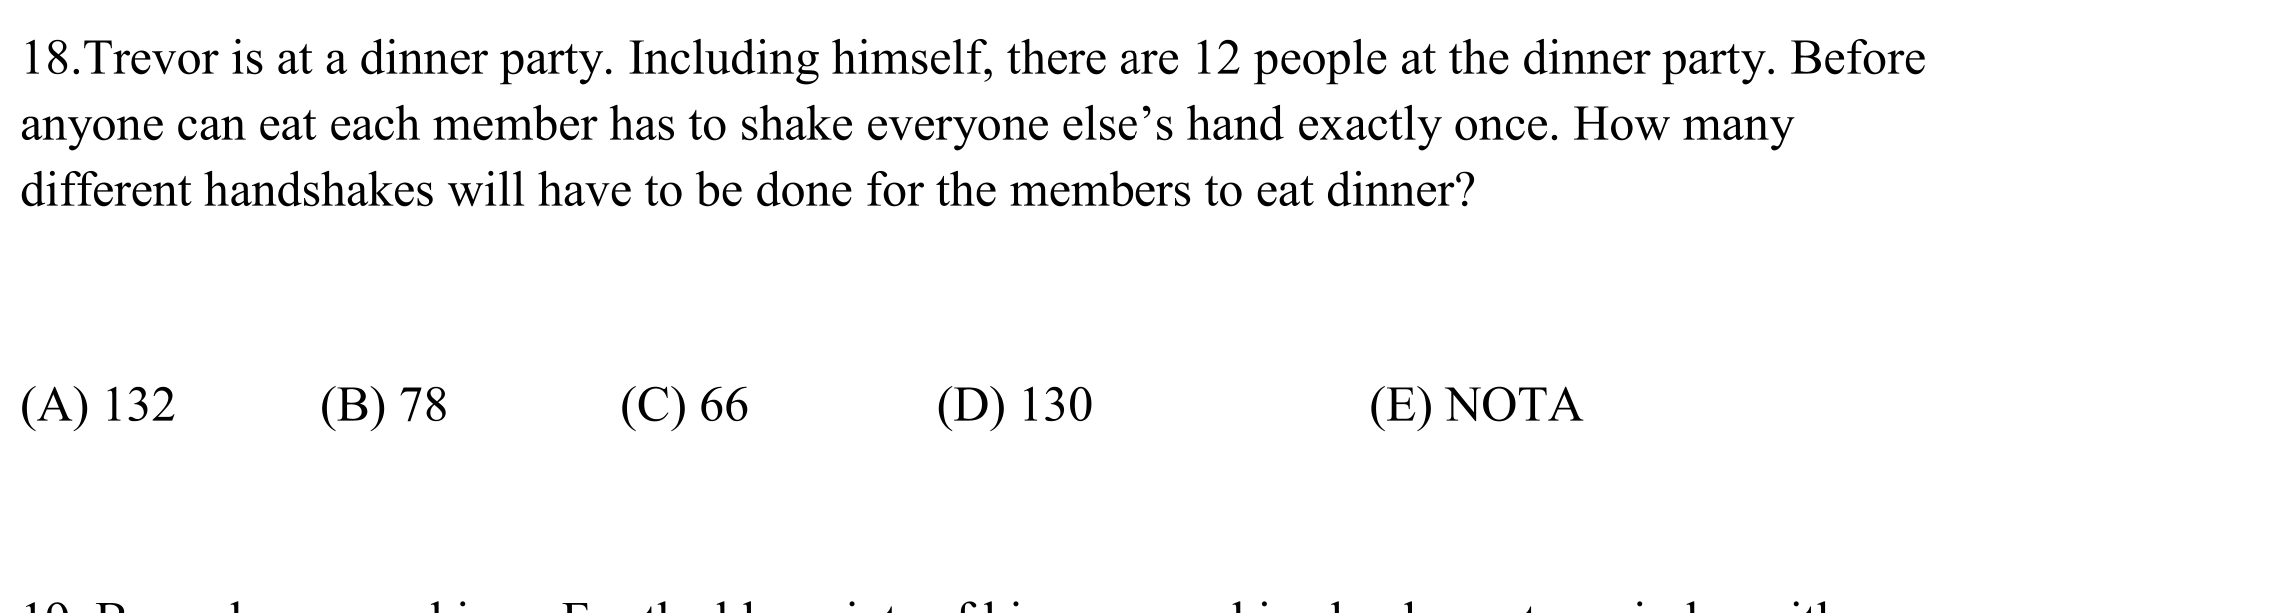 18.Trevor is at a dinner party. Including himself, there are 12 people at the dinner party. Before
anyone can eat each member has to shake everyone else’s hand exactly once. How many
different handshakes will have to be done for the members to eat dinner?
(A) 132 (B) 78 (C) 66 (D) 130 (E) NOTA